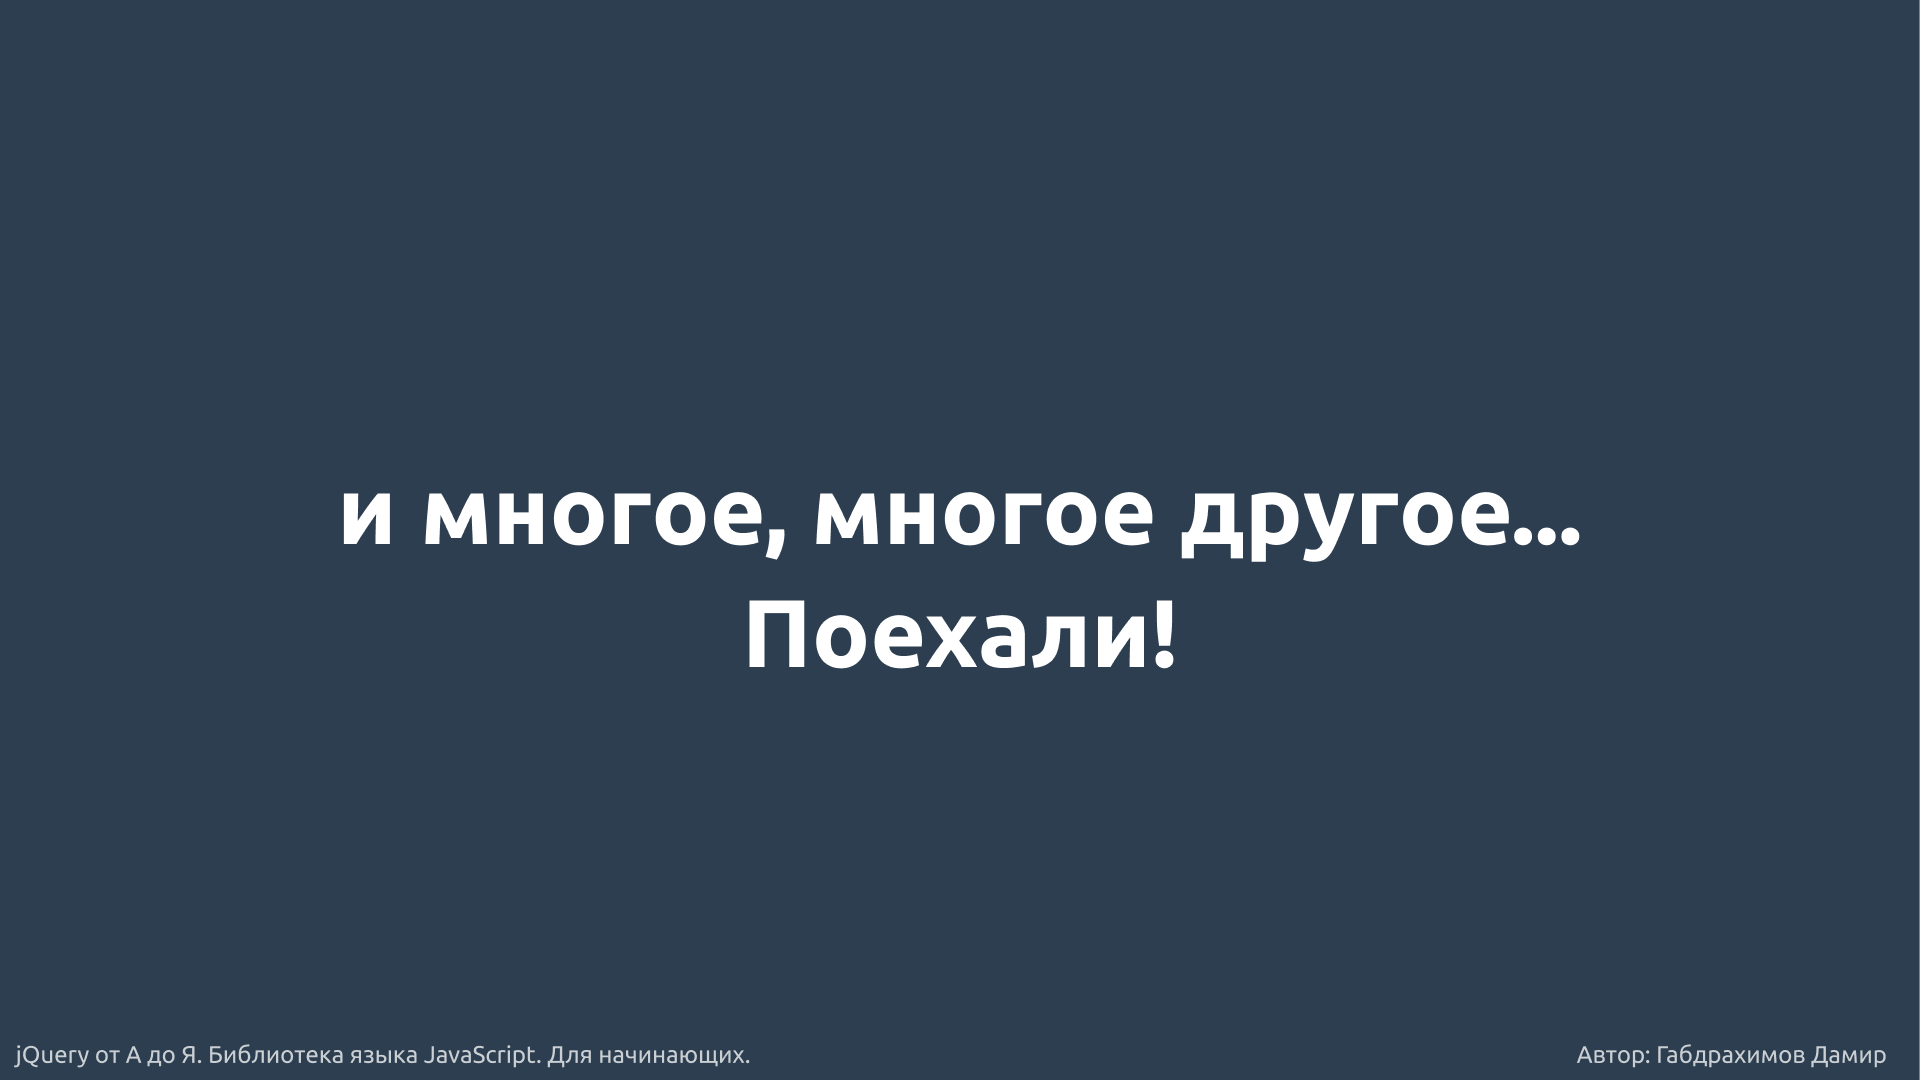 и многое, многое другое...
Поехали!
jQuery от А до Я. Библиотека языка JavaScript. Для начинающих.
Автор: Габдрахимов Дамир